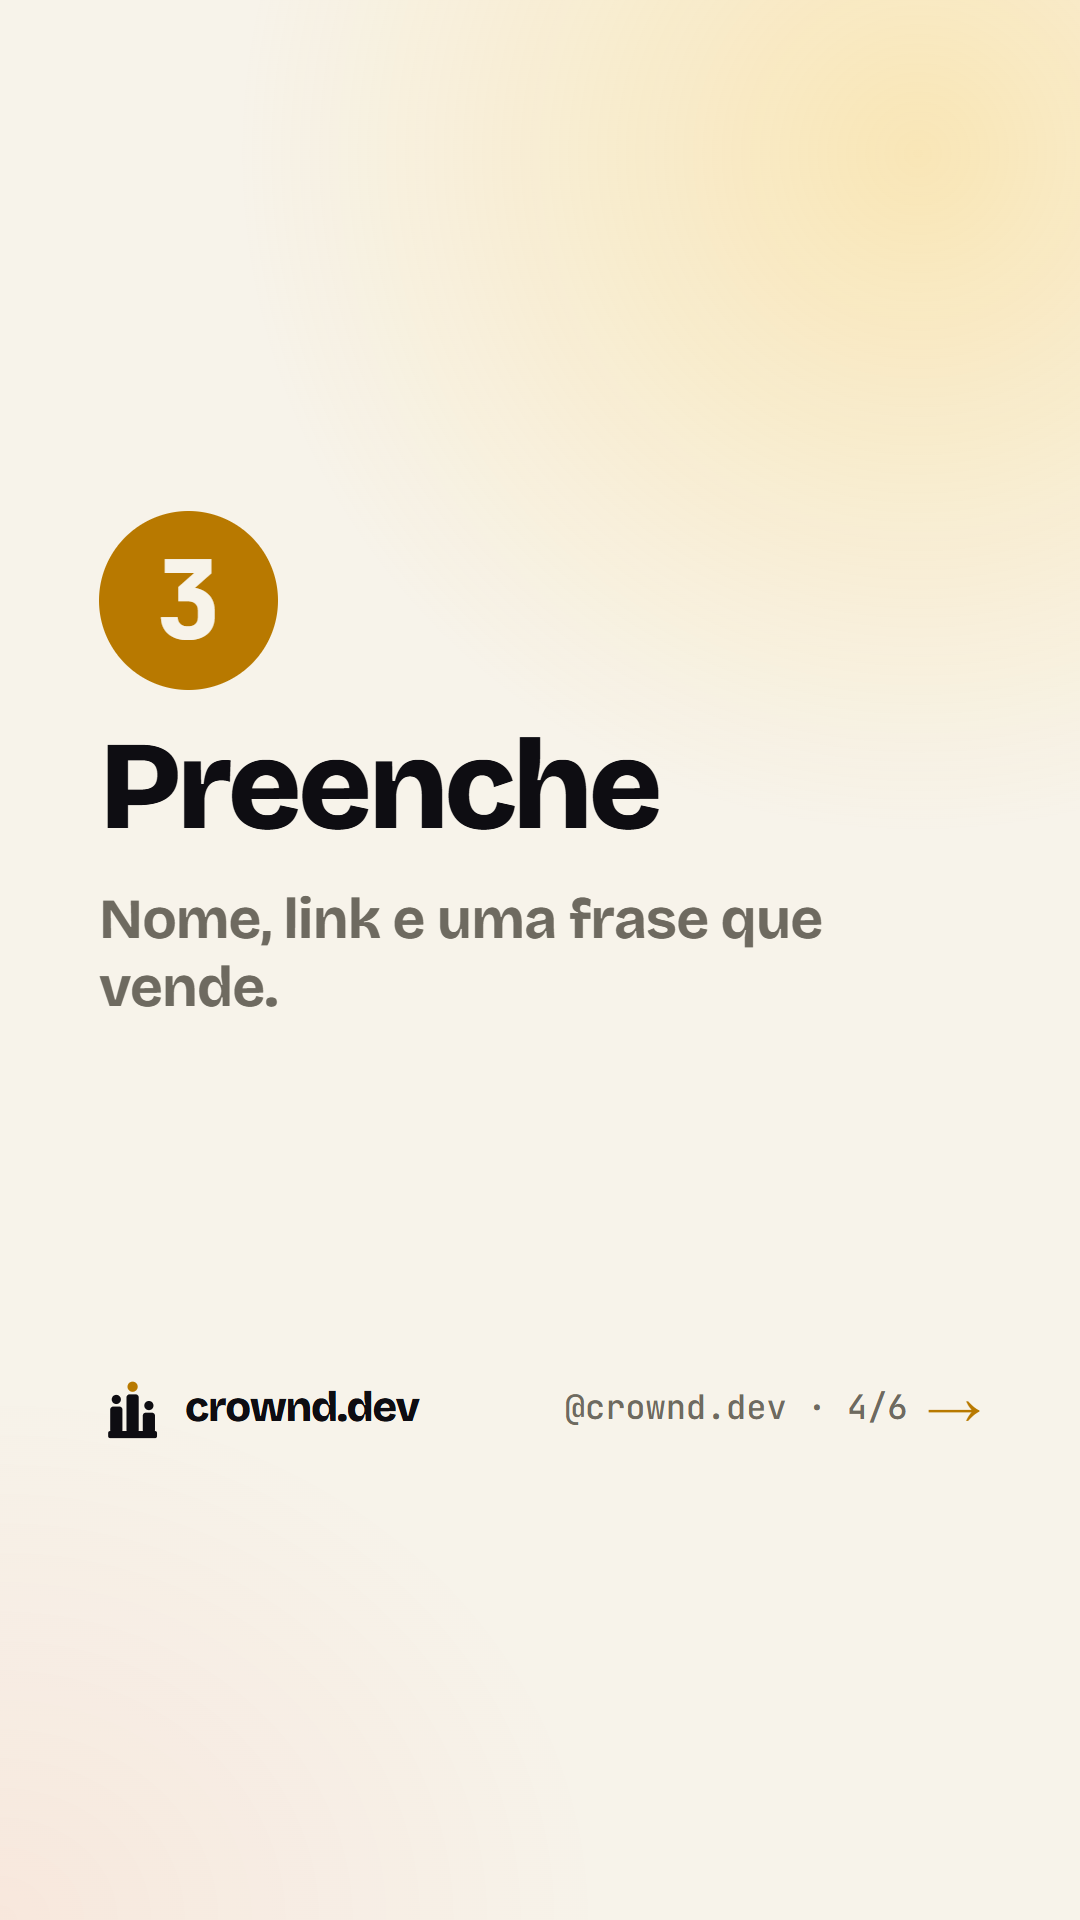 3
Preenche
Nome, link e uma frase que
vende.
crownd.dev
@crownd.dev · 4/6 →